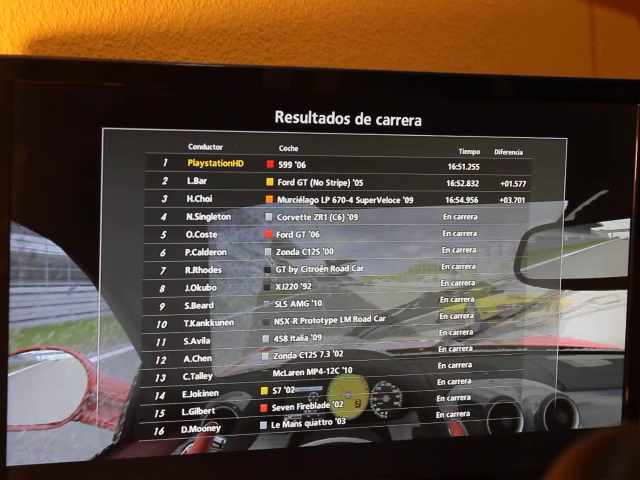 Resultados de carrera
Conductor Coche Tiempo Diferencia
1 PlaystationHD 599 '06 16:51.255
2 L.Bar Ford GT (No Stripe) '05 16:52.832 +01.577
3 H.Choi Murciélago LP 670-4 SuperVeloce '09 16:54.956 +03.701
4 N.Singleton Corvette ZR1 (C6) '09 En carrera
5 O.Coste Ford GT '06 En carrera
6 P.Calderon Zonda C12S '00 En carrera
7 R.Rhodes GT by Citroën Road Car En carrera
8 J.Okubo XJ220 '92 En carrera
9 S.Beard SLS AMG '10 En carrera
10 T.Kankkunen NSX-R Prototype LM Road Car En carrera
11 S.Avila 458 Italia '09 En carrera
12 A.Chen Zonda C12S 7.3 '02 En carrera
13 C.Talley McLaren MP4-12C '10 En carrera
14 E.Jokinen S7 '02 En carrera
15 L.Gilbert Seven Fireblade '02 En carrera
16 D.Mooney Le Mans quattro '03 En carrera